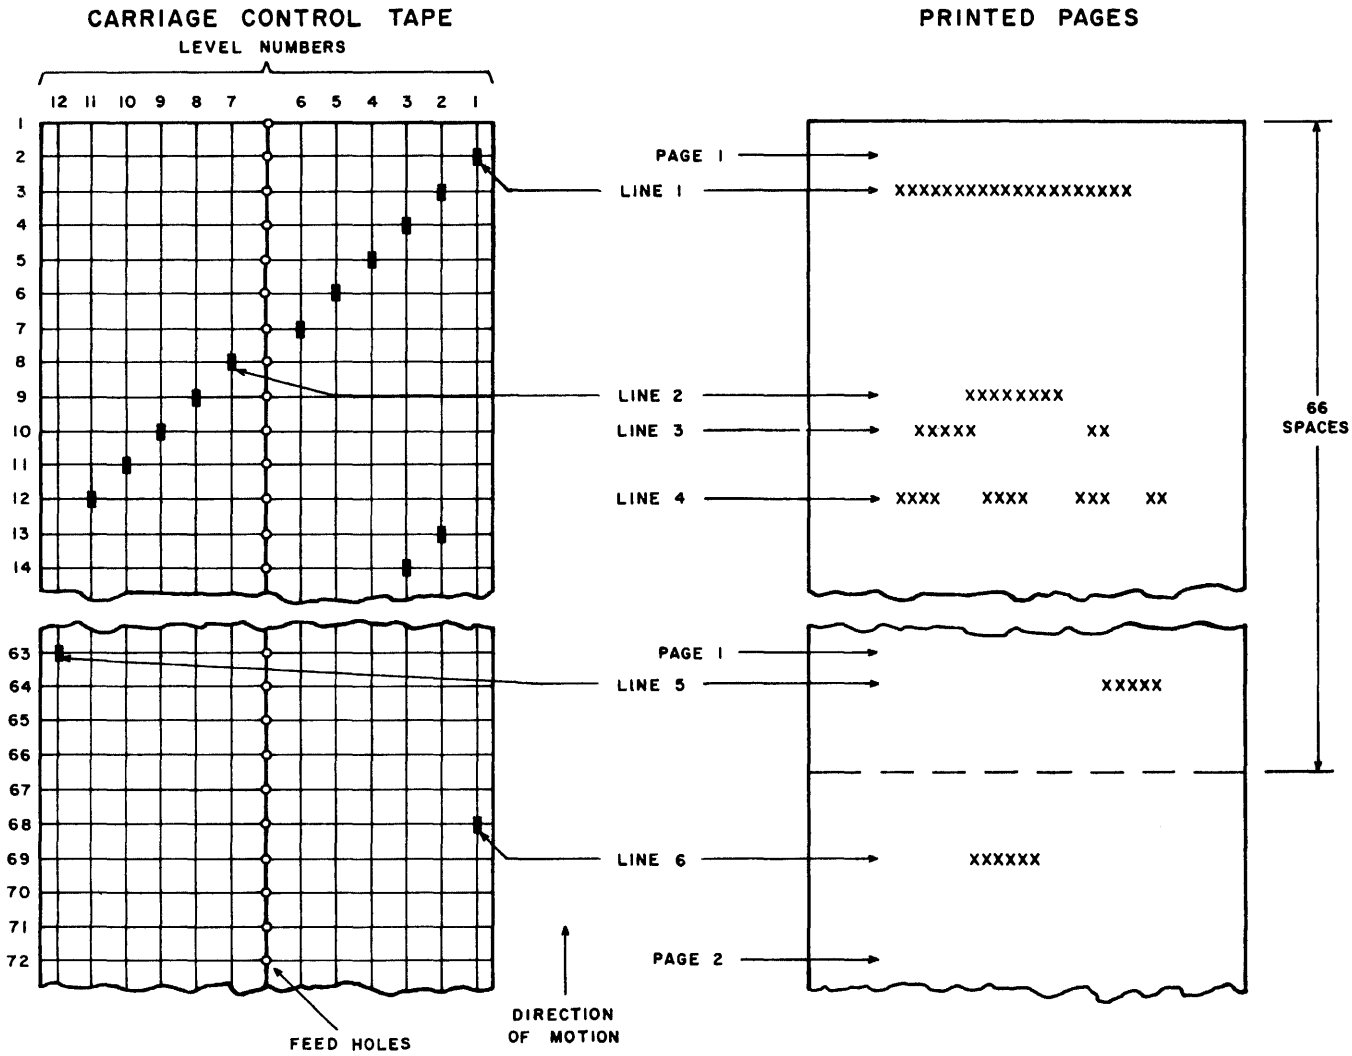 CARRIAGE CONTROL TAPE
LEVEL NUMBERS
12 11 10 9 8 7 6 5 4 3 2 1
1
2
3
4
5
6
7
8
9
10
11
12
13
14
63
64
65
66
67
68
69
70
71
72
FEED HOLES
DIRECTION
OF MOTION
PRINTED PAGES
PAGE 1
LINE 1 XXXXXXXXXXXXXXXXXXXX
LINE 2 XXXXXXXX
LINE 3 XXXXX XX
LINE 4 XXXX XXXX XXX XX
PAGE 1
LINE 5 XXXXX
LINE 6 XXXXXX
PAGE 2
66
SPACES